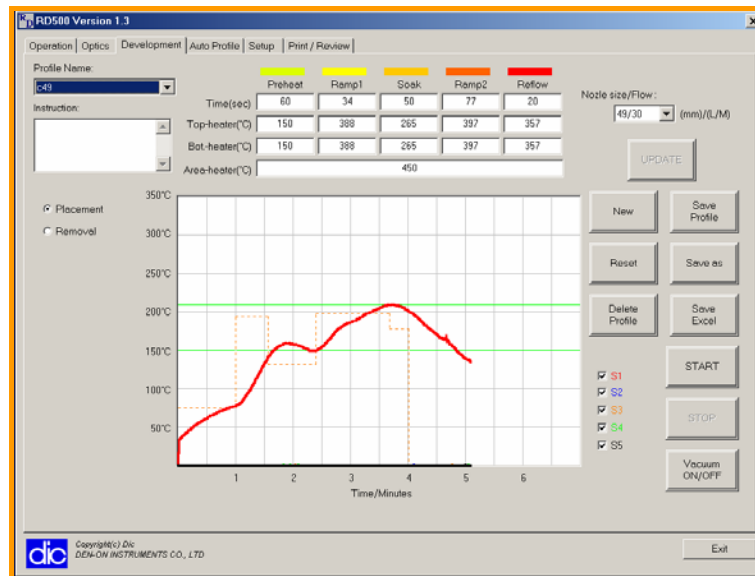 RD500 Version 1.3
Operation Optics Development Auto Profile Setup Print / Review
Profile Name:
c49
Instruction:
Preheat Ramp1 Soak Ramp2 Reflow
Time(sec) 60 34 50 77 20
Top-heater(°C) 150 388 265 397 357
Bot-heater(°C) 150 388 265 397 357
Area-heater(°C) 450
Nozle size/Flow:
49/30 (mm)/(L/M)
UPDATE
Placement
Removal
350°C
300°C
250°C
200°C
150°C
100°C
50°C
1 2 3 4 5 6
Time/Minutes
New Save Profile
Reset Save as
Delete Profile Save Excel
S1
S2
S3
S4
S5
START
STOP
Vacuum ON/OFF
dic
Copyright(c) Dic
DEN-ON INSTRUMENTS CO., LTD
Exit